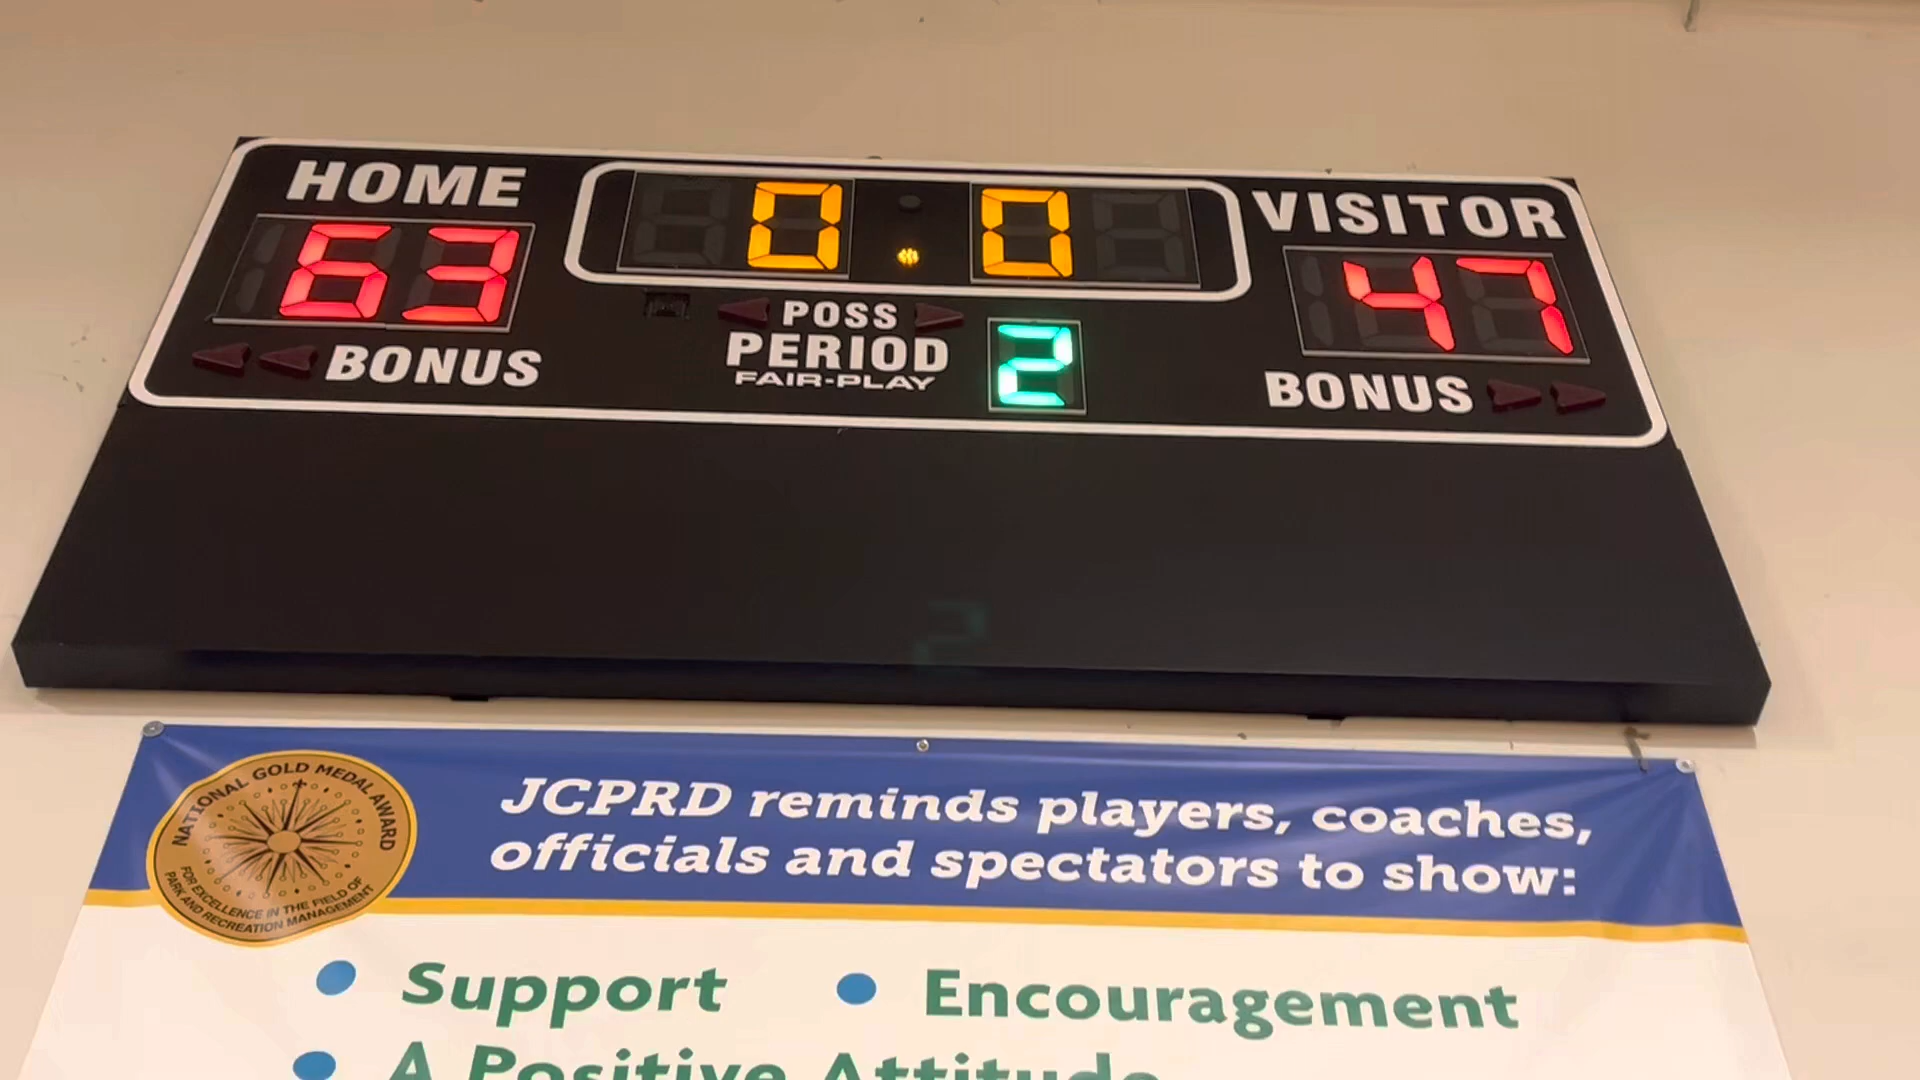 HOME
0.0
VISITOR
63
47
POSS
PERIOD
2
FAIR-PLAY
BONUS
BONUS
NATIONAL GOLD MEDAL AWARD
FOR EXCELLENCE IN THE FIELD OF
PARK AND RECREATION MANAGEMENT
JCPRD reminds players, coaches,
officials and spectators to show:
• Support
• Encouragement
• A Positive Attitude